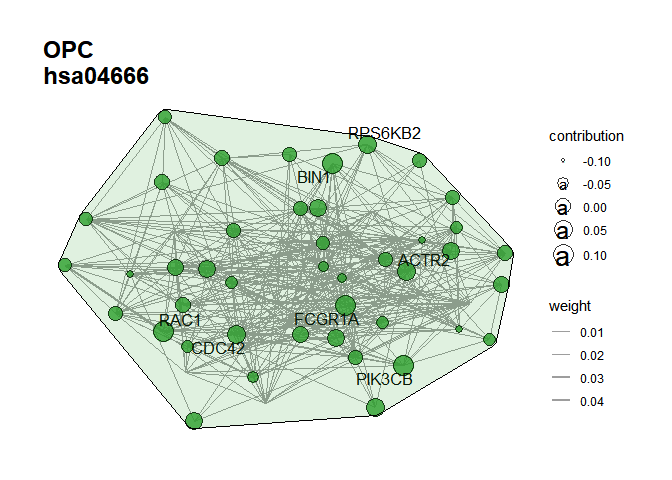 OPC
hsa04666
RPS6KB2
BIN1
ACTR2
RAC1
FCGR1A
CDC42
PIK3CB
contribution
-0.10
a -0.05
a 0.00
a 0.05
a 0.10
weight
0.01
0.02
0.03
0.04